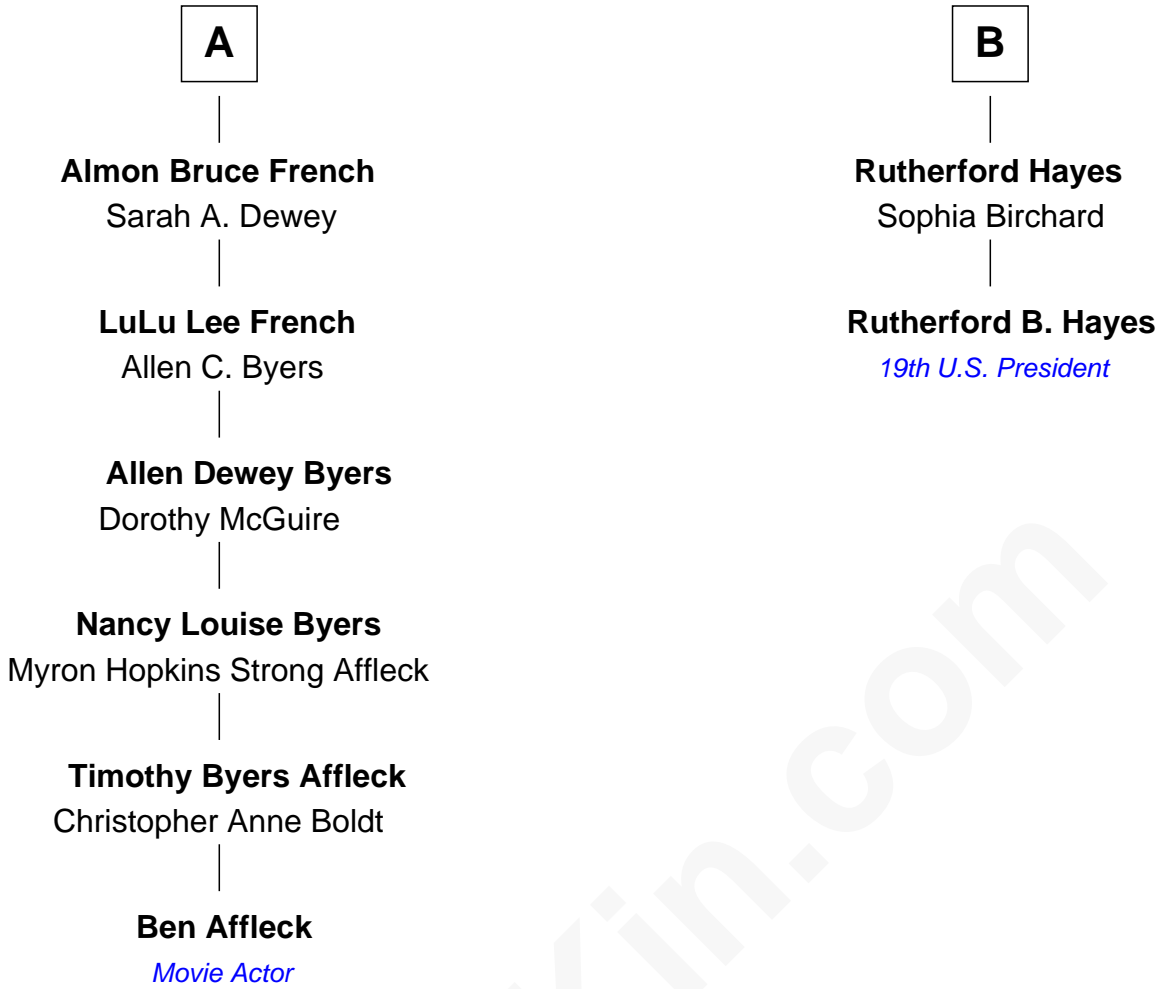 A
Almon Bruce French
Sarah A. Dewey
LuLu Lee French
Allen C. Byers
Allen Dewey Byers
Dorothy McGuire
Nancy Louise Byers
Myron Hopkins Strong Affleck
Timothy Byers Affleck
Christopher Anne Boldt
Ben Affleck
Movie Actor
B
Rutherford Hayes
Sophia Birchard
Rutherford B. Hayes
19th U.S. President
Kin.com